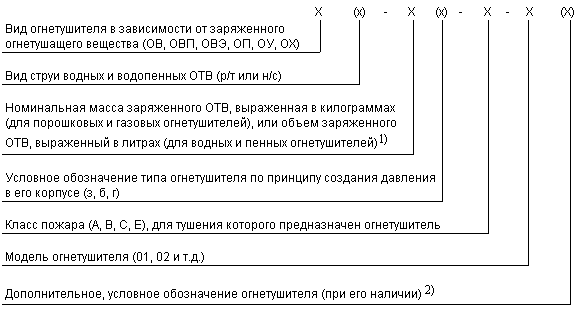 X (х) - X (х) - X - X (X)
Вид огнетушителя в зависимости от заряженного
огнетушащего вещества (ОВ, ОВП, ОВЭ, ОП, ОУ, ОХ)
Вид струи водных и водопенных ОТВ (р/т или н/с)
Номинальная масса заряженного ОТВ, выраженная в килограммах
(для порошковых и газовых огнетушителей), или объем заряженного
ОТВ, выраженный в литрах (для водных и пенных огнетушителей) 1)
Условное обозначение типа огнетушителя по принципу создания давления
в его корпусе (з, б, г)
Класс пожара (А, В, С, Е), для тушения которого предназначен огнетушитель
Модель огнетушителя (01, 02 и т.д.)
Дополнительное, условное обозначение огнетушителя (при его наличии) 2)